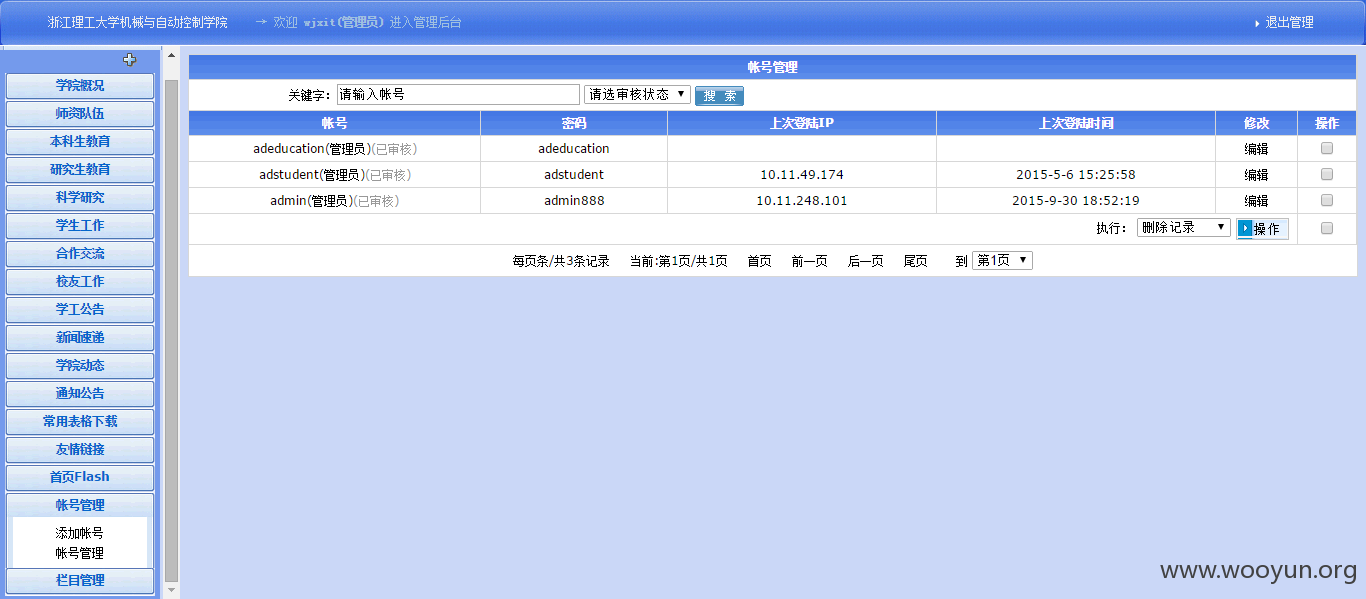 浙江理工大学机械与自动控制学院 → 欢迎 wjxit(管理员) 进入管理后台 退出管理
学院概况
师资队伍
本科生教育
研究生教育
科学研究
学生工作
合作交流
校友工作
学工公告
新闻速递
学院动态
通知公告
常用表格下载
友情链接
首页Flash
帐号管理
添加帐号
帐号管理
栏目管理
帐号管理
关键字: 请输入帐号 请选审核状态 搜 索
帐号 密码 上次登陆IP 上次登陆时间 修改 操作
adeducation(管理员)(已审核) adeducation 编辑
adstudent(管理员)(已审核) adstudent 10.11.49.174 2015-5-6 15:25:58 编辑
admin(管理员)(已审核) admin888 10.11.248.101 2015-9-30 18:52:19 编辑
执行: 删除记录 操作
每页条/共3条记录 当前:第1页/共1页 首页 前一页 后一页 尾页 到 第1页
www.wooyun.org